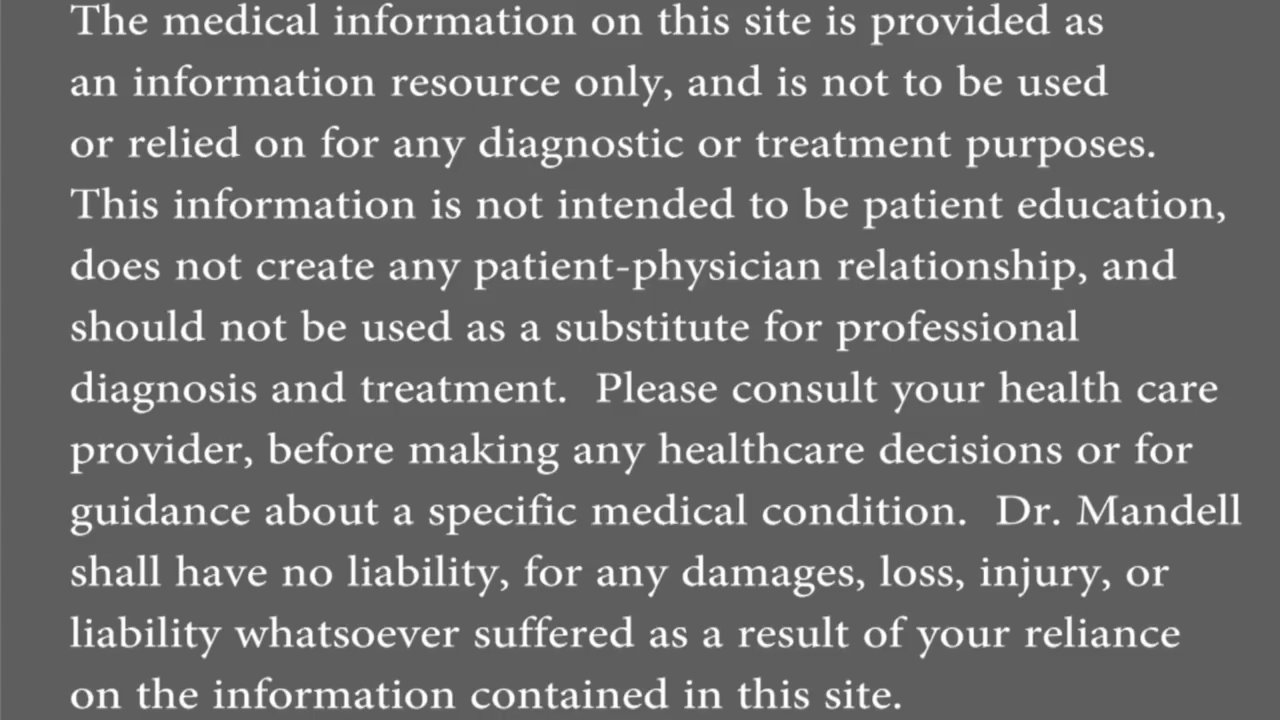 The medical information on this site is provided as
an information resource only, and is not to be used
or relied on for any diagnostic or treatment purposes.
This information is not intended to be patient education,
does not create any patient-physician relationship, and
should not be used as a substitute for professional
diagnosis and treatment.  Please consult your health care
provider, before making any healthcare decisions or for
guidance about a specific medical condition.  Dr. Mandell
shall have no liability, for any damages, loss, injury, or
liability whatsoever suffered as a result of your reliance
on the information contained in this site.